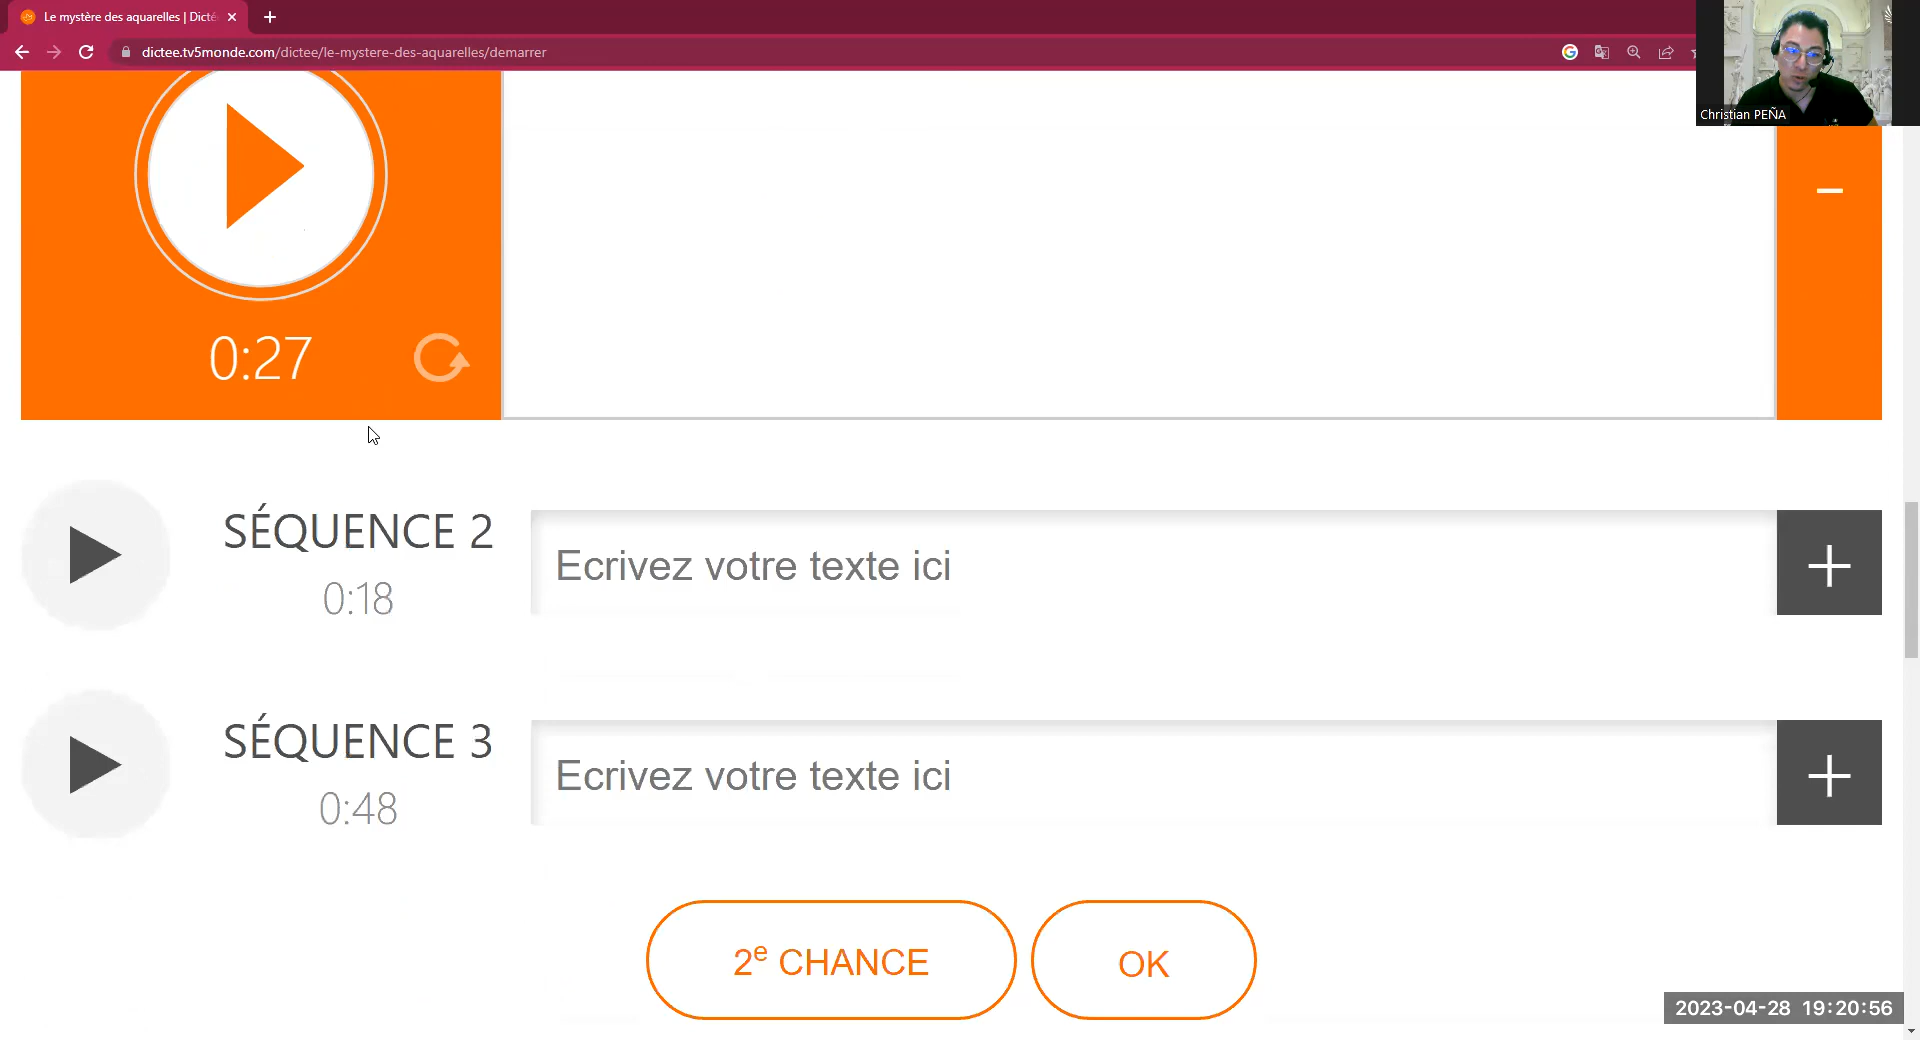 Le mystère des aquarelles | Dicté
dictee.tv5monde.com/dictee/le-mystere-des-aquarelles/demarrer
Christian PEÑA
0:27
SÉQUENCE 2
0:18
Ecrivez votre texte ici
SÉQUENCE 3
0:48
Ecrivez votre texte ici
2e CHANCE
OK
2023-04-28 19:20:56